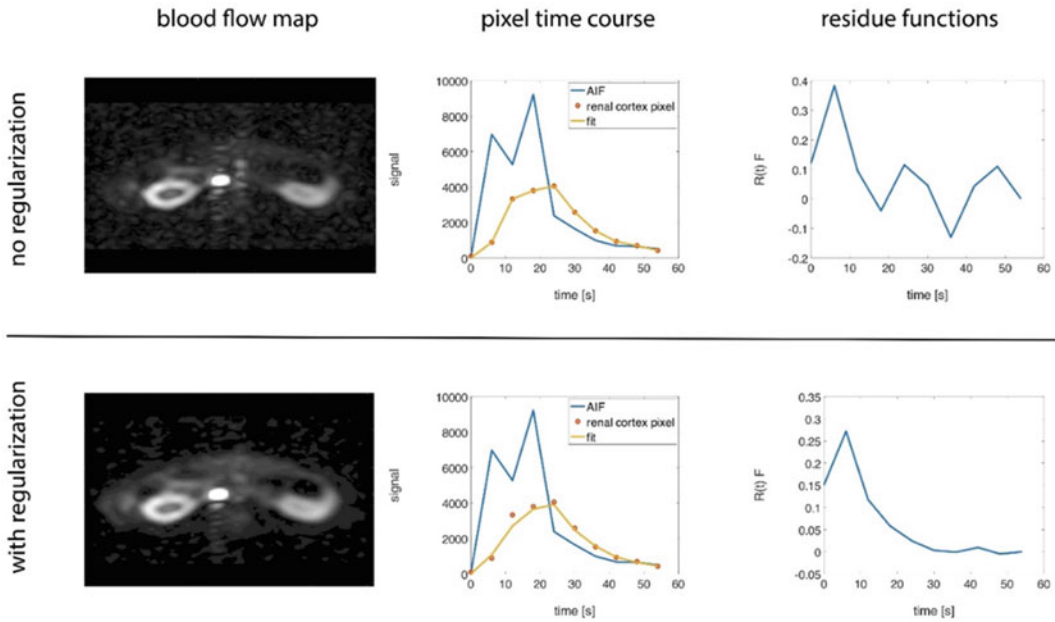 blood flow map
pixel time course
residue functions
no regularization
10000
8000
6000
4000
2000
0
signal
0 10 20 30 40 50 60
time [s]
AIF
renal cortex pixel
fit
0.4
0.3
0.2
0.1
0
-0.1
-0.2
R(t) F
0 10 20 30 40 50 60
time [s]
with regularization
10000
8000
6000
4000
2000
0
signal
0 10 20 30 40 50 60
time [s]
AIF
renal cortex pixel
fit
0.35
0.3
0.25
0.2
0.15
0.1
0.05
0
-0.05
R(t) F
0 10 20 30 40 50 60
time [s]